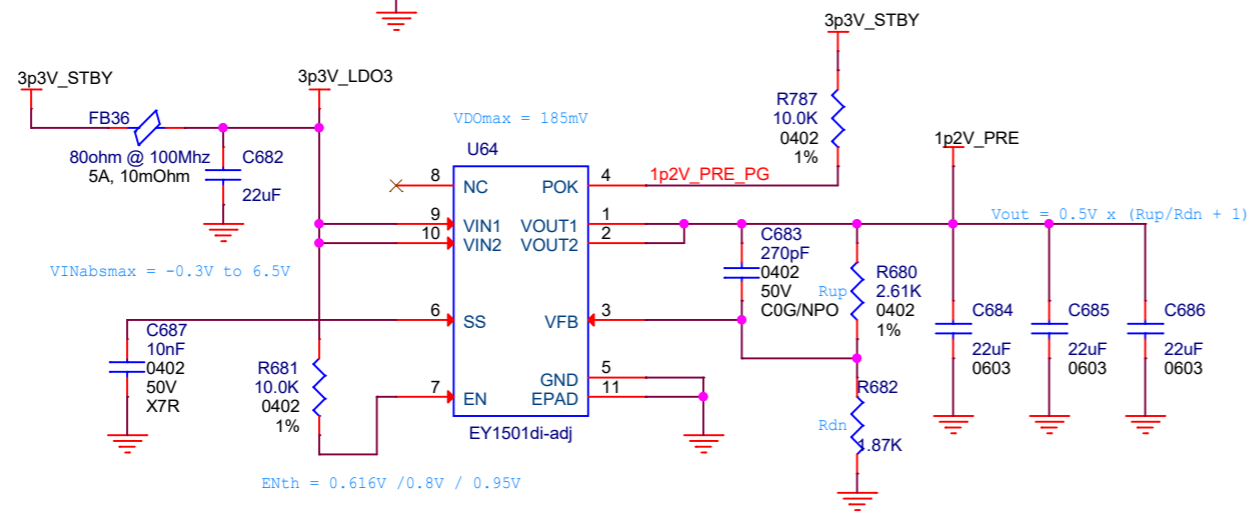 3p3V_STBY
3p3V_STBY
3p3V_LDO3
FB36
80ohm @ 100Mhz
5A, 10mOhm
C682
22uF
VDOmax = 185mV
U64
R787
10.0K
0402
1%
1p2V_PRE
8
NC
POK
4
1p2V_PRE_PG
9
VIN1
VOUT1
1
10
VIN2
VOUT2
2
Vout = 0.5V x (Rup/Rdn + 1)
VINabsmax = -0.3V to 6.5V
C683
270pF
0402
50V
C0G/NPO
Rup
R680
2.61K
0402
1%
6
SS
VFB
3
C687
10nF
0402
50V
X7R
R681
10.0K
0402
1%
7
EN
GND
5
EPAD
11
EY1501di-adj
C684
22uF
0603
C685
22uF
0603
C686
22uF
0603
R682
Rdn
1.87K
ENth = 0.616V /0.8V / 0.95V